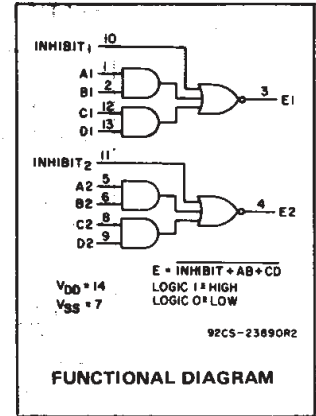 INHIBIT1 10
A1 1
B1 2
3 E1
C1 12
D1 13
INHIBIT2 11
A2 5
B2 6
4 E2
C2 8
D2 9
E = INHIBIT + AB + CD
VDD = 14 LOGIC 1 = HIGH
VSS = 7 LOGIC 0 = LOW
92CS-23890R2
FUNCTIONAL DIAGRAM